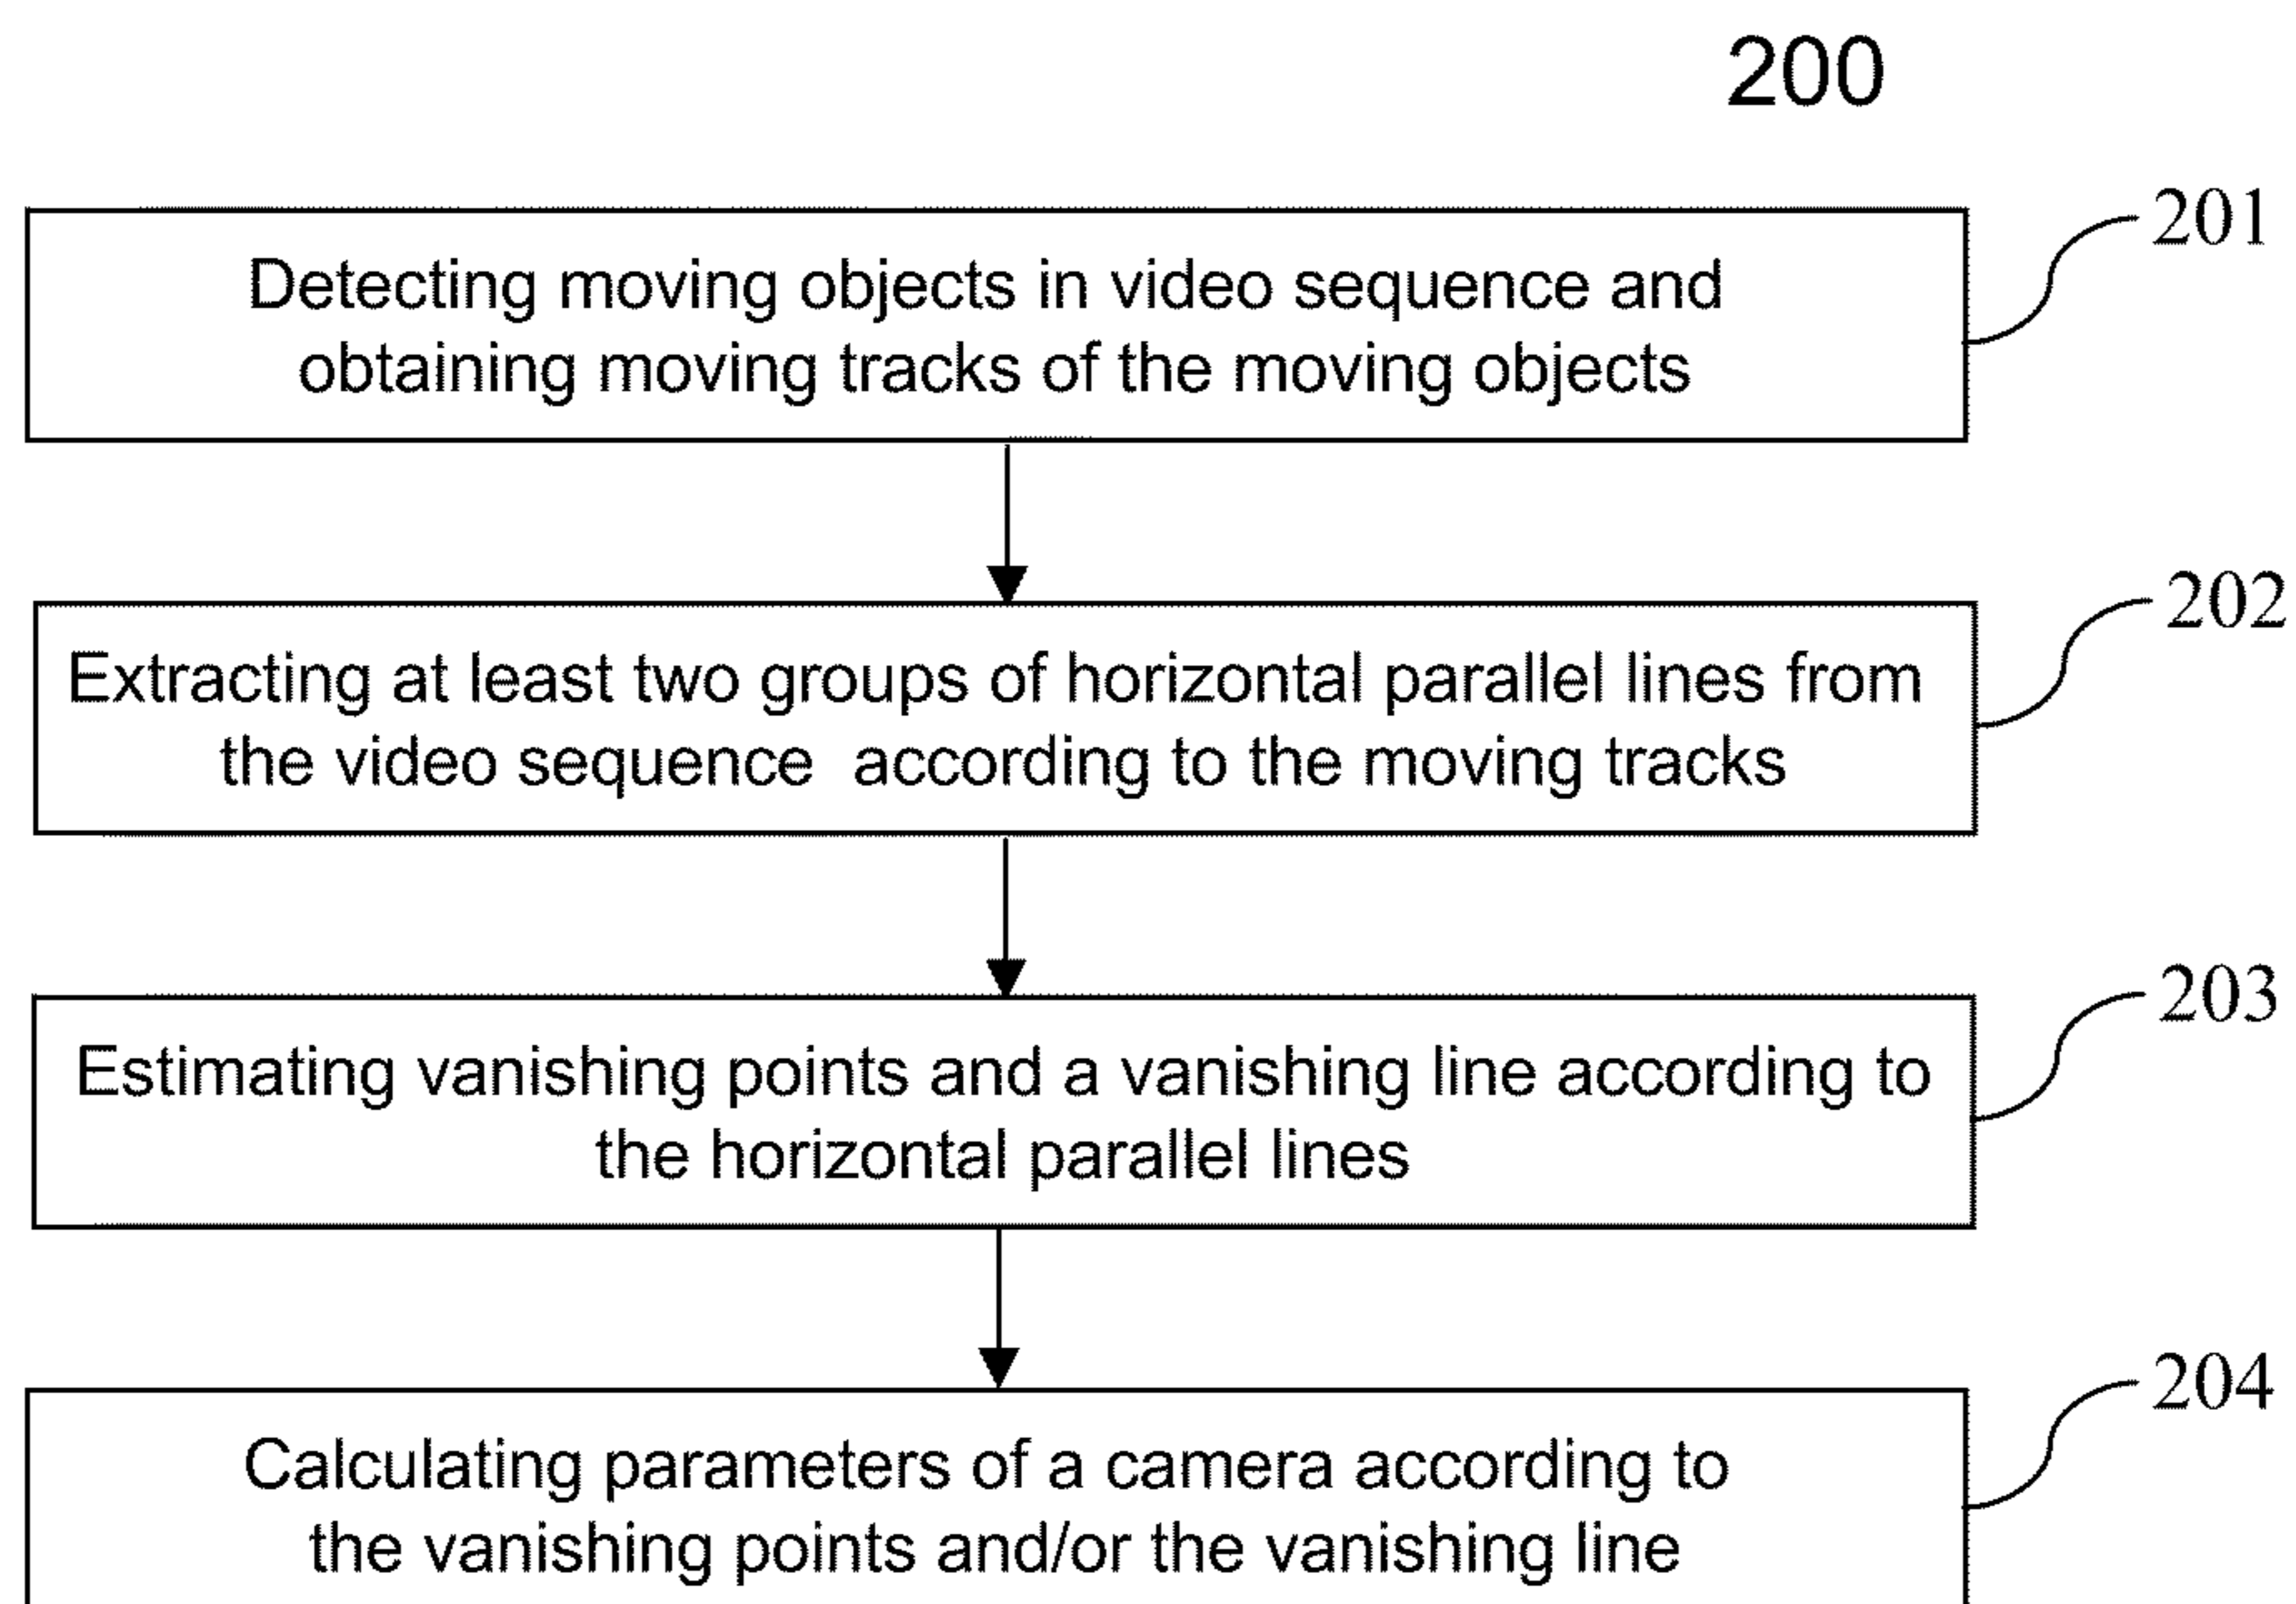 200
201
Detecting moving objects in video sequence and
obtaining moving tracks of the moving objects
202
Extracting at least two groups of horizontal parallel lines from
the video sequence according to the moving tracks
203
Estimating vanishing points and a vanishing line according to
the horizontal parallel lines
204
Calculating parameters of a camera according to
the vanishing points and/or the vanishing line